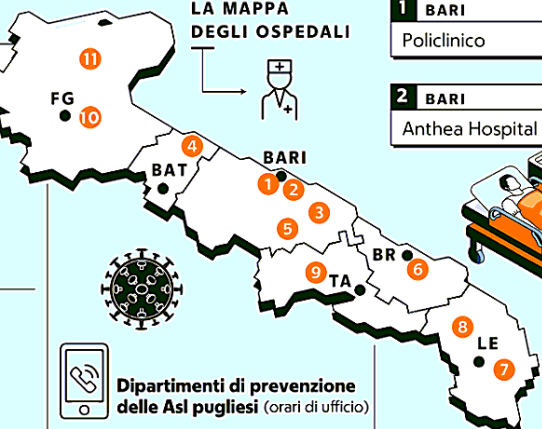 LA MAPPA
DEGLI OSPEDALI
1 BARI
Policlinico
2 BARI
Anthea Hospital
11
FG
10
4
BAT
BARI
1
2
3
5
BR
6
9
TA
8
LE
7
Dipartimenti di prevenzione
delle Asl pugliesi (orari di ufficio)